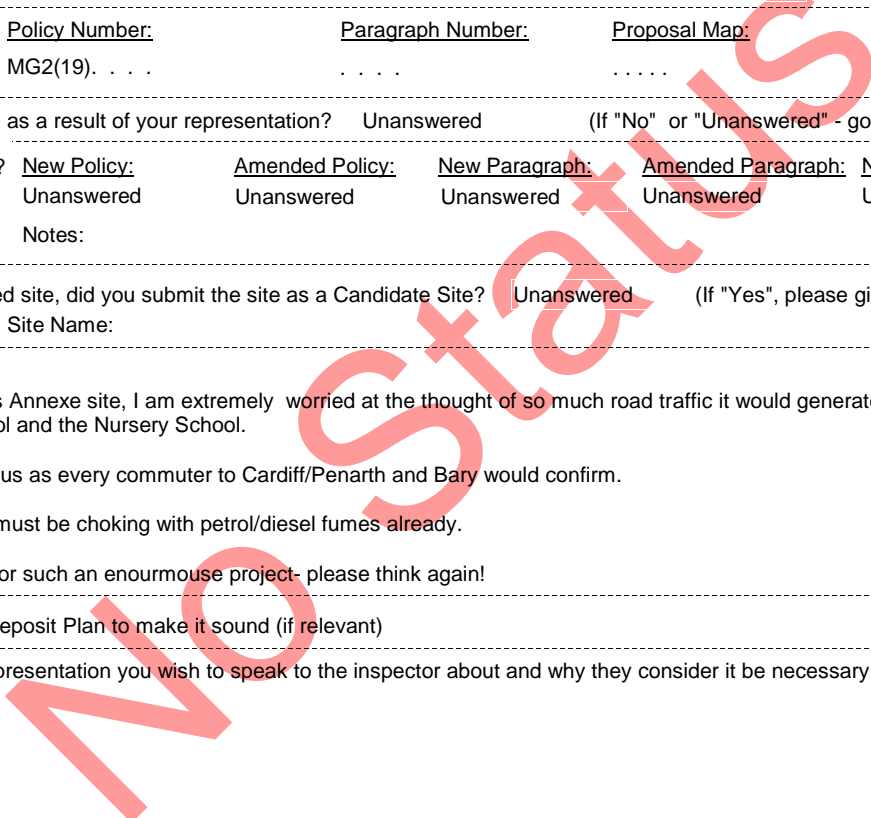 Policy Number: Paragraph Number: Proposal Map:
MG2(19). . . . . . . . . . . . .
as a result of your representation? Unanswered (If "No" or "Unanswered" - go
? New Policy: Amended Policy: New Paragraph: Amended Paragraph: N
Unanswered Unanswered Unanswered Unanswered U
Notes:
ed site, did you submit the site as a Candidate Site? Unanswered (If "Yes", please gi
Site Name:
s Annexe site, I am extremely worried at the thought of so much road traffic it would generate
ol and the Nursery School.
us as every commuter to Cardiff/Penarth and Bary would confirm.
must be choking with petrol/diesel fumes already.
or such an enourmouse project- please think again!
eposit Plan to make it sound (if relevant)
presentation you wish to speak to the inspector about and why they consider it be necessary
No Status